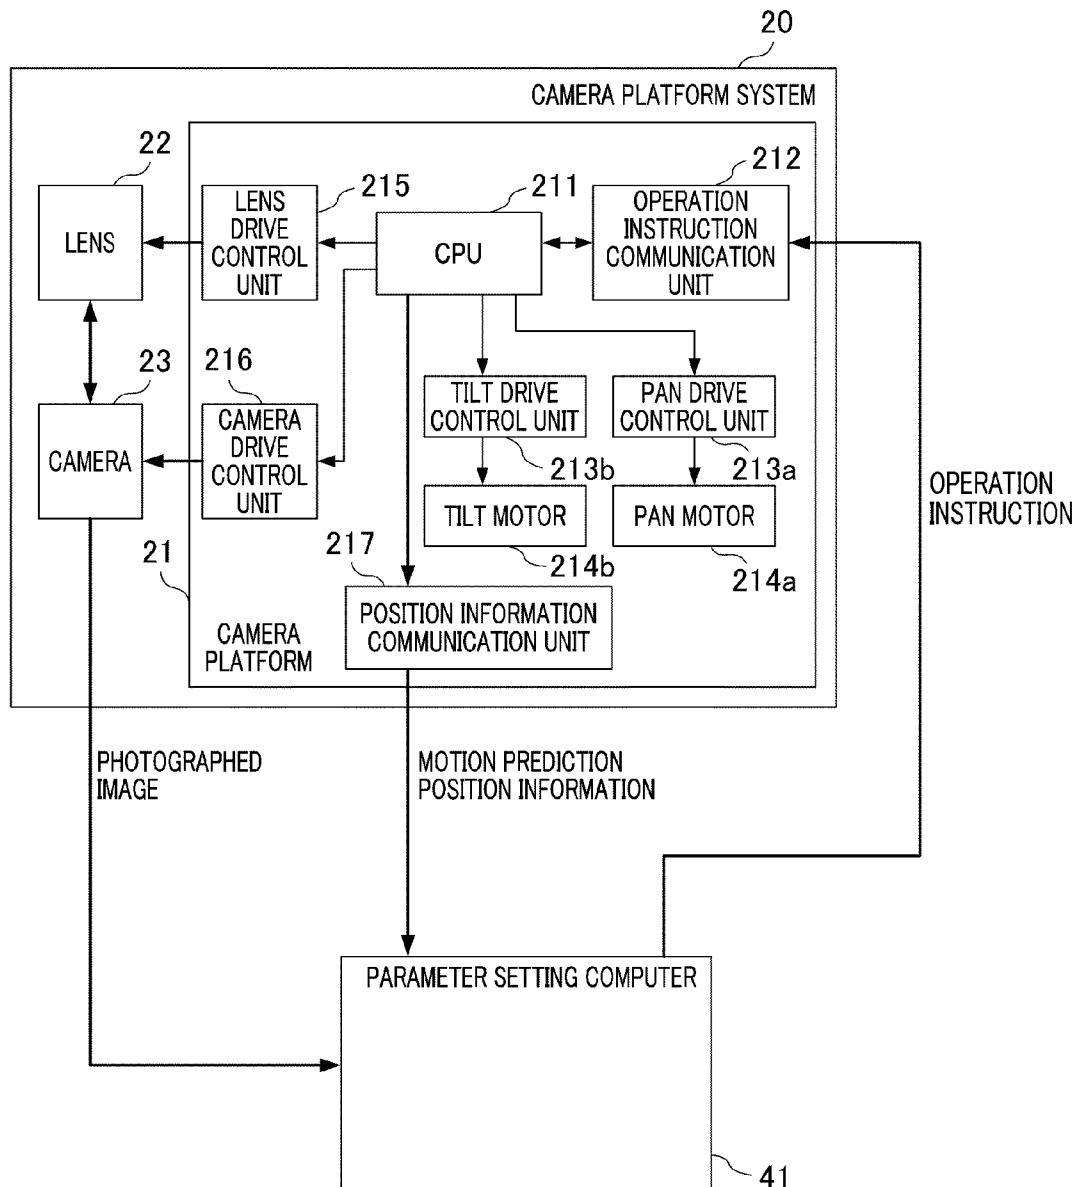 20
CAMERA PLATFORM SYSTEM
22
LENS
215
LENS
DRIVE
CONTROL
UNIT
211
CPU
212
OPERATION
INSTRUCTION
COMMUNICATION
UNIT
23
CAMERA
216
CAMERA
DRIVE
CONTROL
UNIT
TILT DRIVE
CONTROL UNIT
213b
PAN DRIVE
CONTROL UNIT
213a
TILT MOTOR
214b
PAN MOTOR
214a
OPERATION
INSTRUCTION
21
217
POSITION INFORMATION
COMMUNICATION UNIT
CAMERA
PLATFORM
PHOTOGRAPHED
IMAGE
MOTION PREDICTION
POSITION INFORMATION
PARAMETER SETTING COMPUTER
41